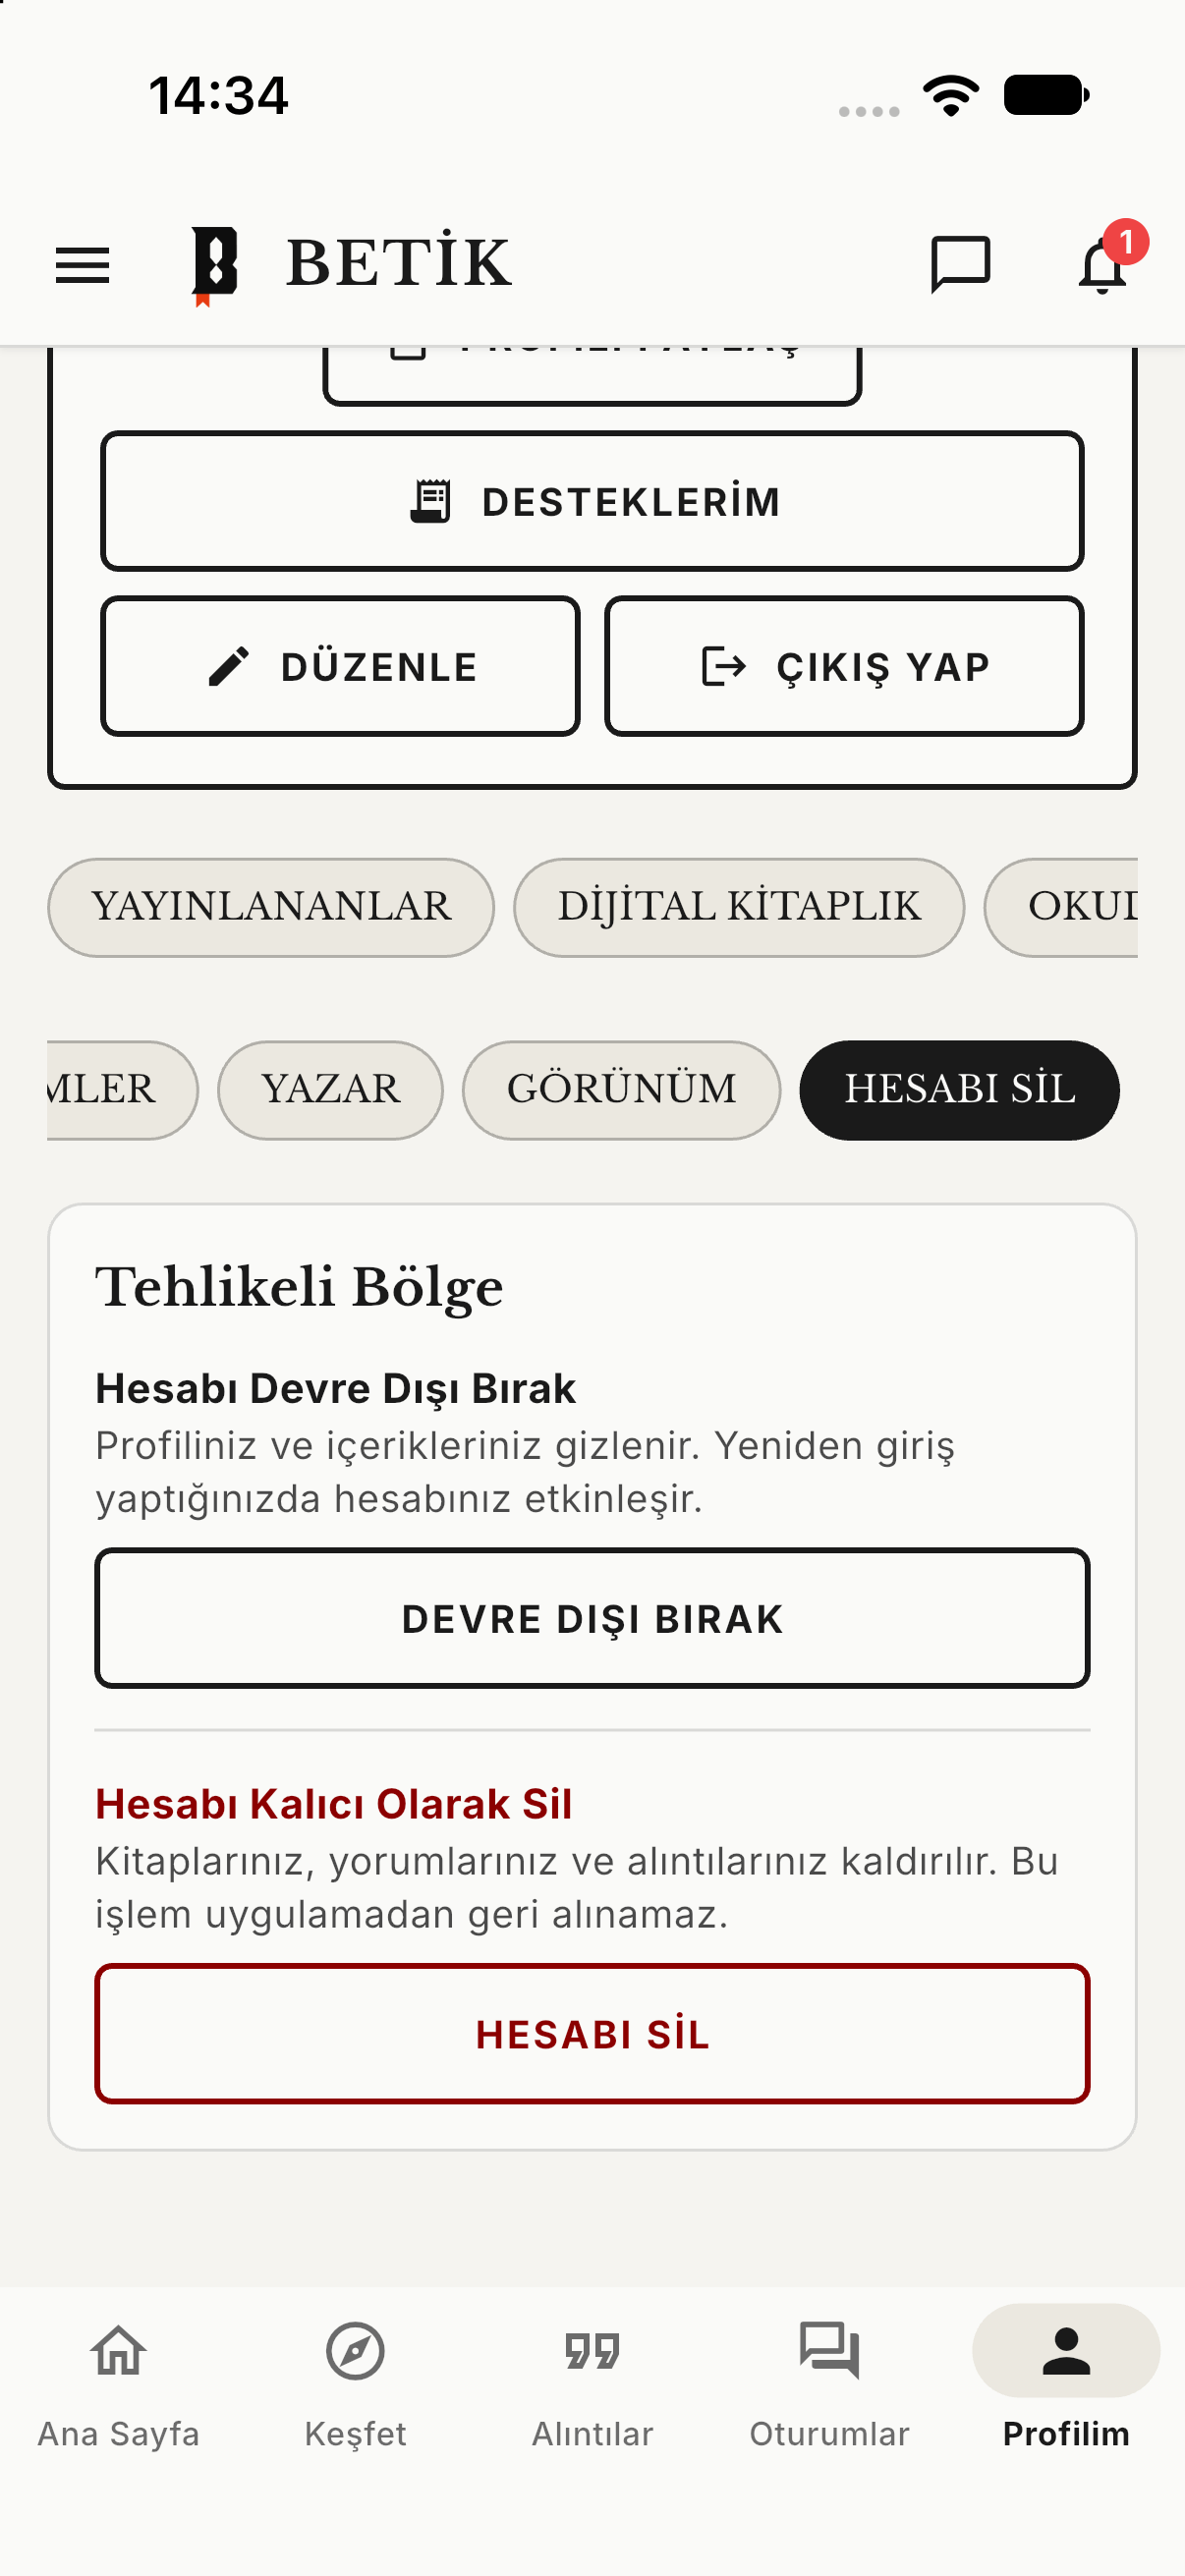 14:34
BETİK
1
DESTEKLERİM
DÜZENLE
ÇIKIŞ YAP
YAYINLANANLAR
DİJİTAL KİTAPLIK
YAZAR
GÖRÜNÜM
HESABI SİL
Tehlikeli Bölge
Hesabı Devre Dışı Bırak
Profiliniz ve içerikleriniz gizlenir. Yeniden giriş
yaptığınızda hesabınız etkinleşir.
DEVRE DIŞI BIRAK
Hesabı Kalıcı Olarak Sil
Kitaplarınız, yorumlarınız ve alıntılarınız kaldırılır. Bu
işlem uygulamadan geri alınamaz.
HESABI SİL
Ana Sayfa
Keşfet
Alıntılar
Oturumlar
Profilim